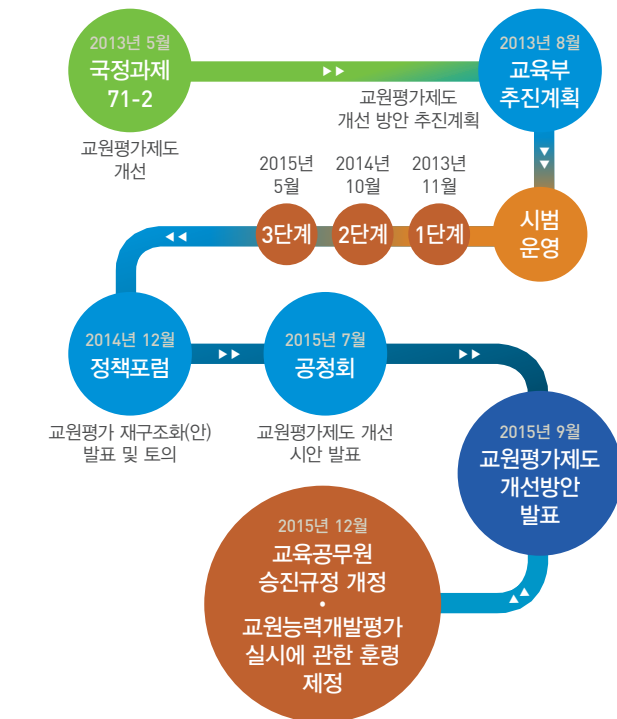 2013년 5월
국정과제
71-2
교원평가제도
개선
교원평가제도
개선 방안 추진계획
2013년 8월
교육부
추진계획
시범
운영
2013년
11월
1단계
2014년
10월
2단계
2015년
5월
3단계
2014년 12월
정책포럼
교원평가 재구조화(안)
발표 및 토의
2015년 7월
공청회
교원평가제도 개선
시안 발표
2015년 9월
교원평가제도
개선방안
발표
2015년 12월
교육공무원
승진규정 개정
•
교원능력개발평가
실시에 관한 훈령
제정